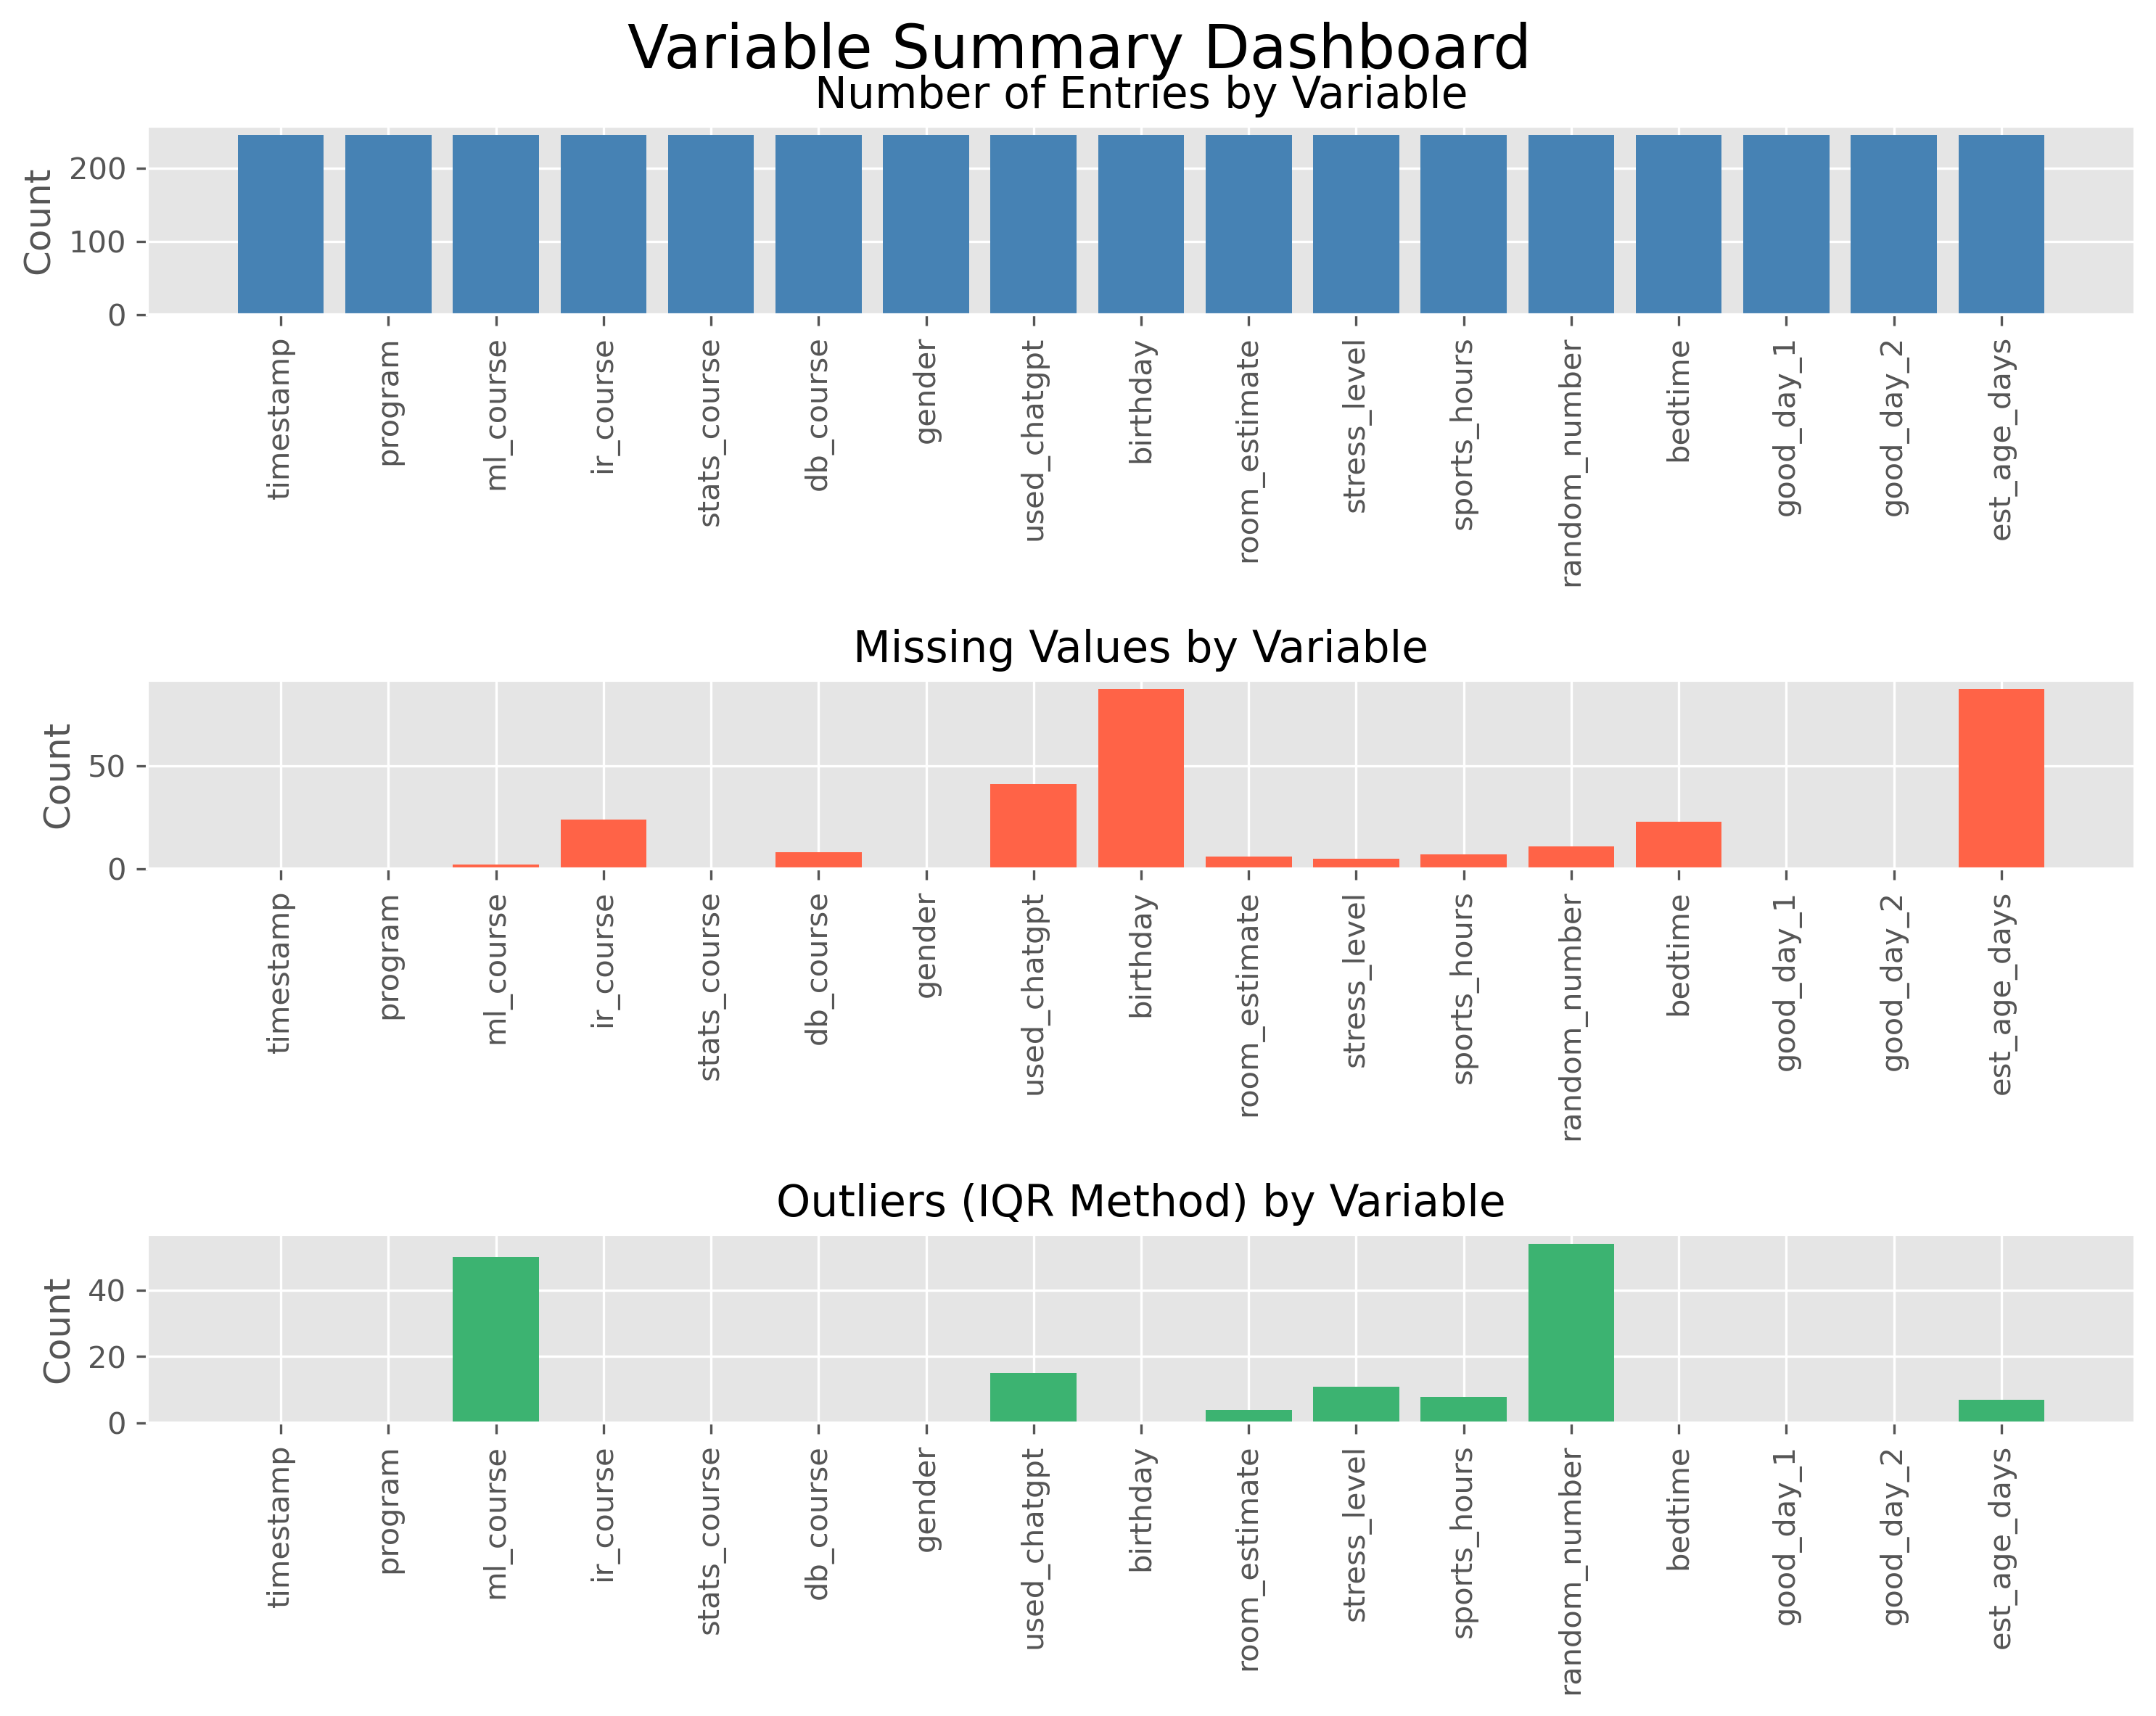 Variable Summary Dashboard
Number of Entries by Variable
Count
200
100
0
timestamp
program
ml_course
ir_course
stats_course
db_course
gender
used_chatgpt
birthday
room_estimate
stress_level
sports_hours
random_number
bedtime
good_day_1
good_day_2
est_age_days
Missing Values by Variable
Count
50
0
timestamp
program
ml_course
ir_course
stats_course
db_course
gender
used_chatgpt
birthday
room_estimate
stress_level
sports_hours
random_number
bedtime
good_day_1
good_day_2
est_age_days
Outliers (IQR Method) by Variable
Count
40
20
0
timestamp
program
ml_course
ir_course
stats_course
db_course
gender
used_chatgpt
birthday
room_estimate
stress_level
sports_hours
random_number
bedtime
good_day_1
good_day_2
est_age_days